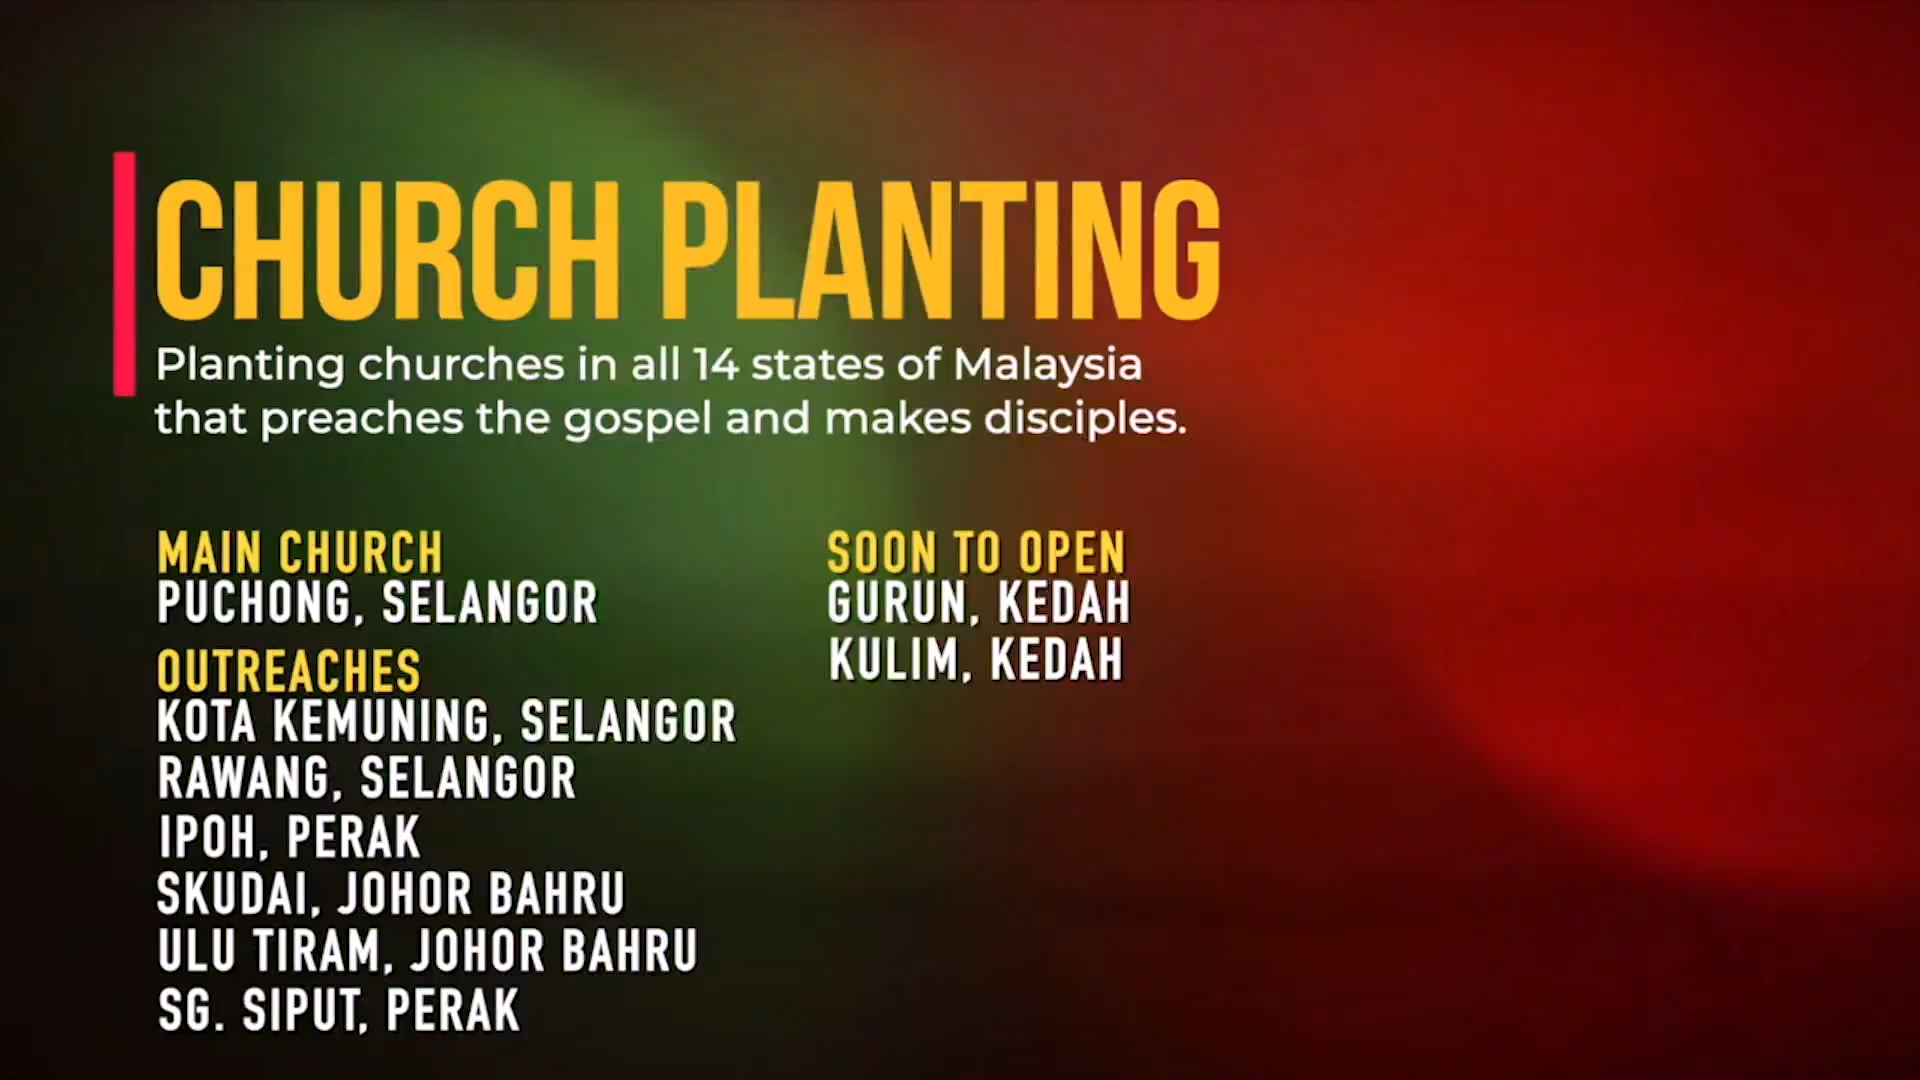 CHURCH PLANTING
Planting churches in all 14 states of Malaysia
that preaches the gospel and makes disciples.
MAIN CHURCH
PUCHONG, SELANGOR
OUTREACHES
KOTA KEMUNING, SELANGOR
RAWANG, SELANGOR
IPOH, PERAK
SKUDAI, JOHOR BAHRU
ULU TIRAM, JOHOR BAHRU
SG. SIPUT, PERAK
SOON TO OPEN
GURUN, KEDAH
KULIM, KEDAH